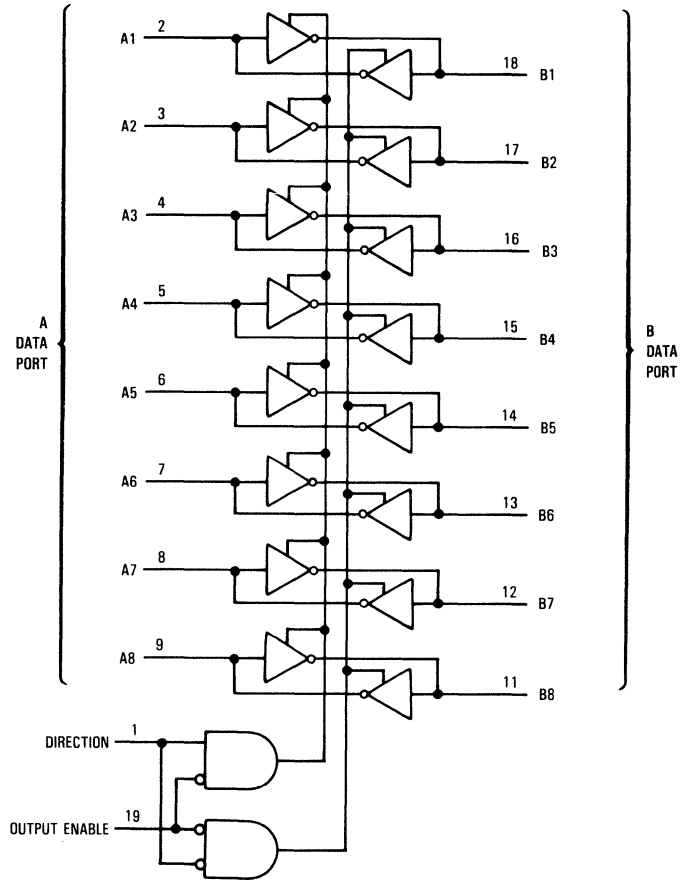 A1 2
18 B1
A2 3
17 B2
A3 4
16 B3
A4 5
15 B4
A
DATA
PORT
B
DATA
PORT
A5 6
14 B5
A6 7
13 B6
A7 8
12 B7
A8 9
11 B8
DIRECTION 1
OUTPUT ENABLE 19